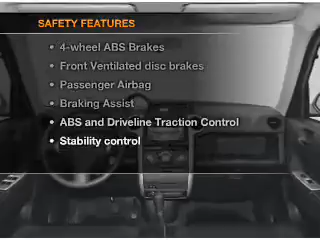 SAFETY FEATURES
• 4-wheel ABS Brakes
• Front Ventilated disc brakes
• Passenger Airbag
• Braking Assist
• ABS and Driveline Traction Control
• Stability control